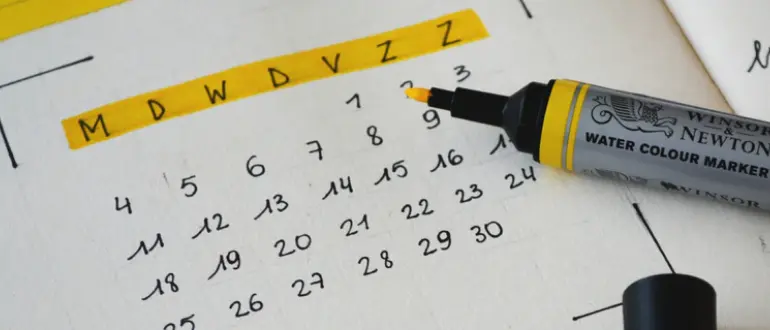 M D W D V Z Z
1 2 3
4 5 6 7 8 9
11 12 13 14 15 16
18 19 20 21 22 23 24
25 26 27 28 29 30
WINSOR
&
NEWTON
WATER COLOUR MARKER
WINSOR